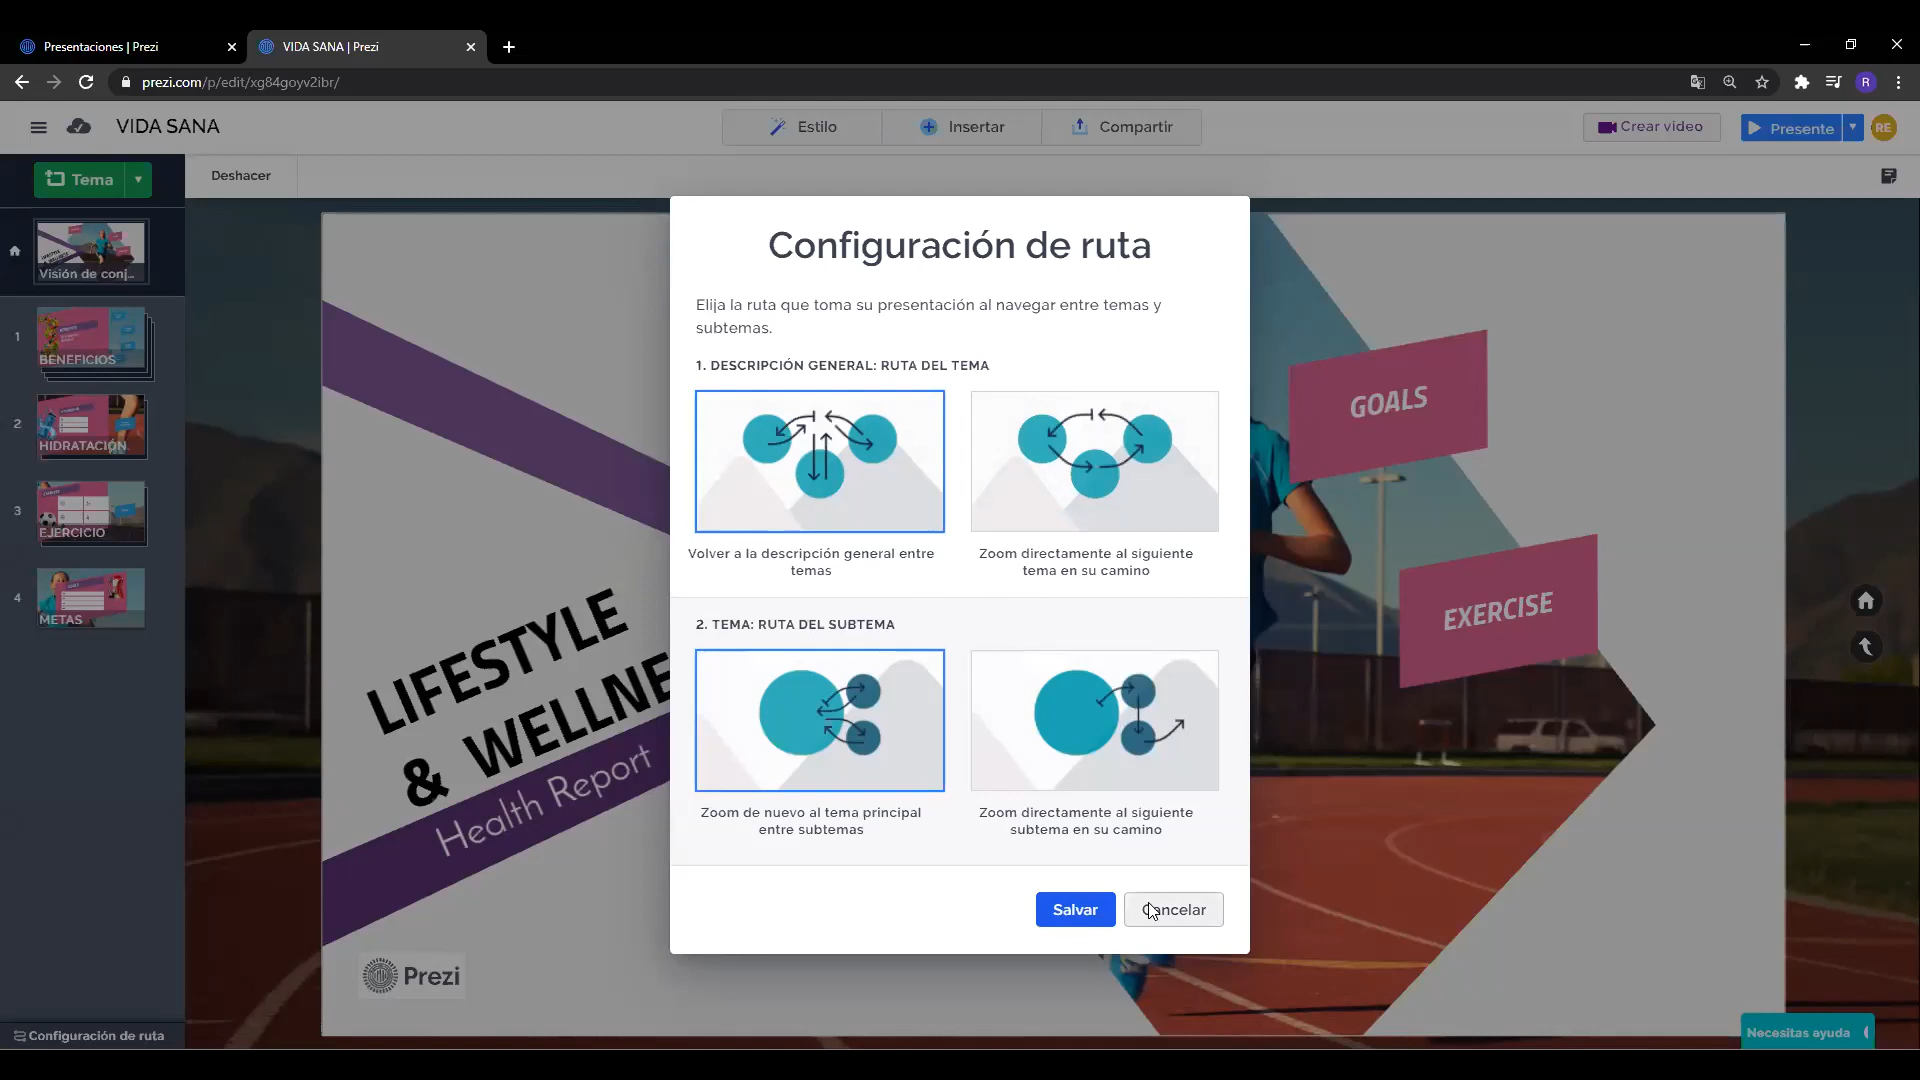 Presentaciones | Prezi
VIDA SANA | Prezi
prezi.com/p/edit/xg84goyv2ibr/
R
VIDA SANA
Estilo
Insertar
Compartir
Crear video
Presente
RE
Tema
Deshacer
Visión de conj...
1
BENEFICIOS
2
HIDRATACIÓN
3
EJERCICIO
4
METAS
Configuración de ruta
LIFESTYLE
& WELLNE
Health Report
Prezi
GOALS
EXERCISE
Configuración de ruta
Elija la ruta que toma su presentación al navegar entre temas y
subtemas.
1. DESCRIPCIÓN GENERAL: RUTA DEL TEMA
Volver a la descripción general entre
temas
Zoom directamente al siguiente
tema en su camino
2. TEMA: RUTA DEL SUBTEMA
Zoom de nuevo al tema principal
entre subtemas
Zoom directamente al siguiente
subtema en su camino
Salvar
Cancelar
Necesitas ayuda